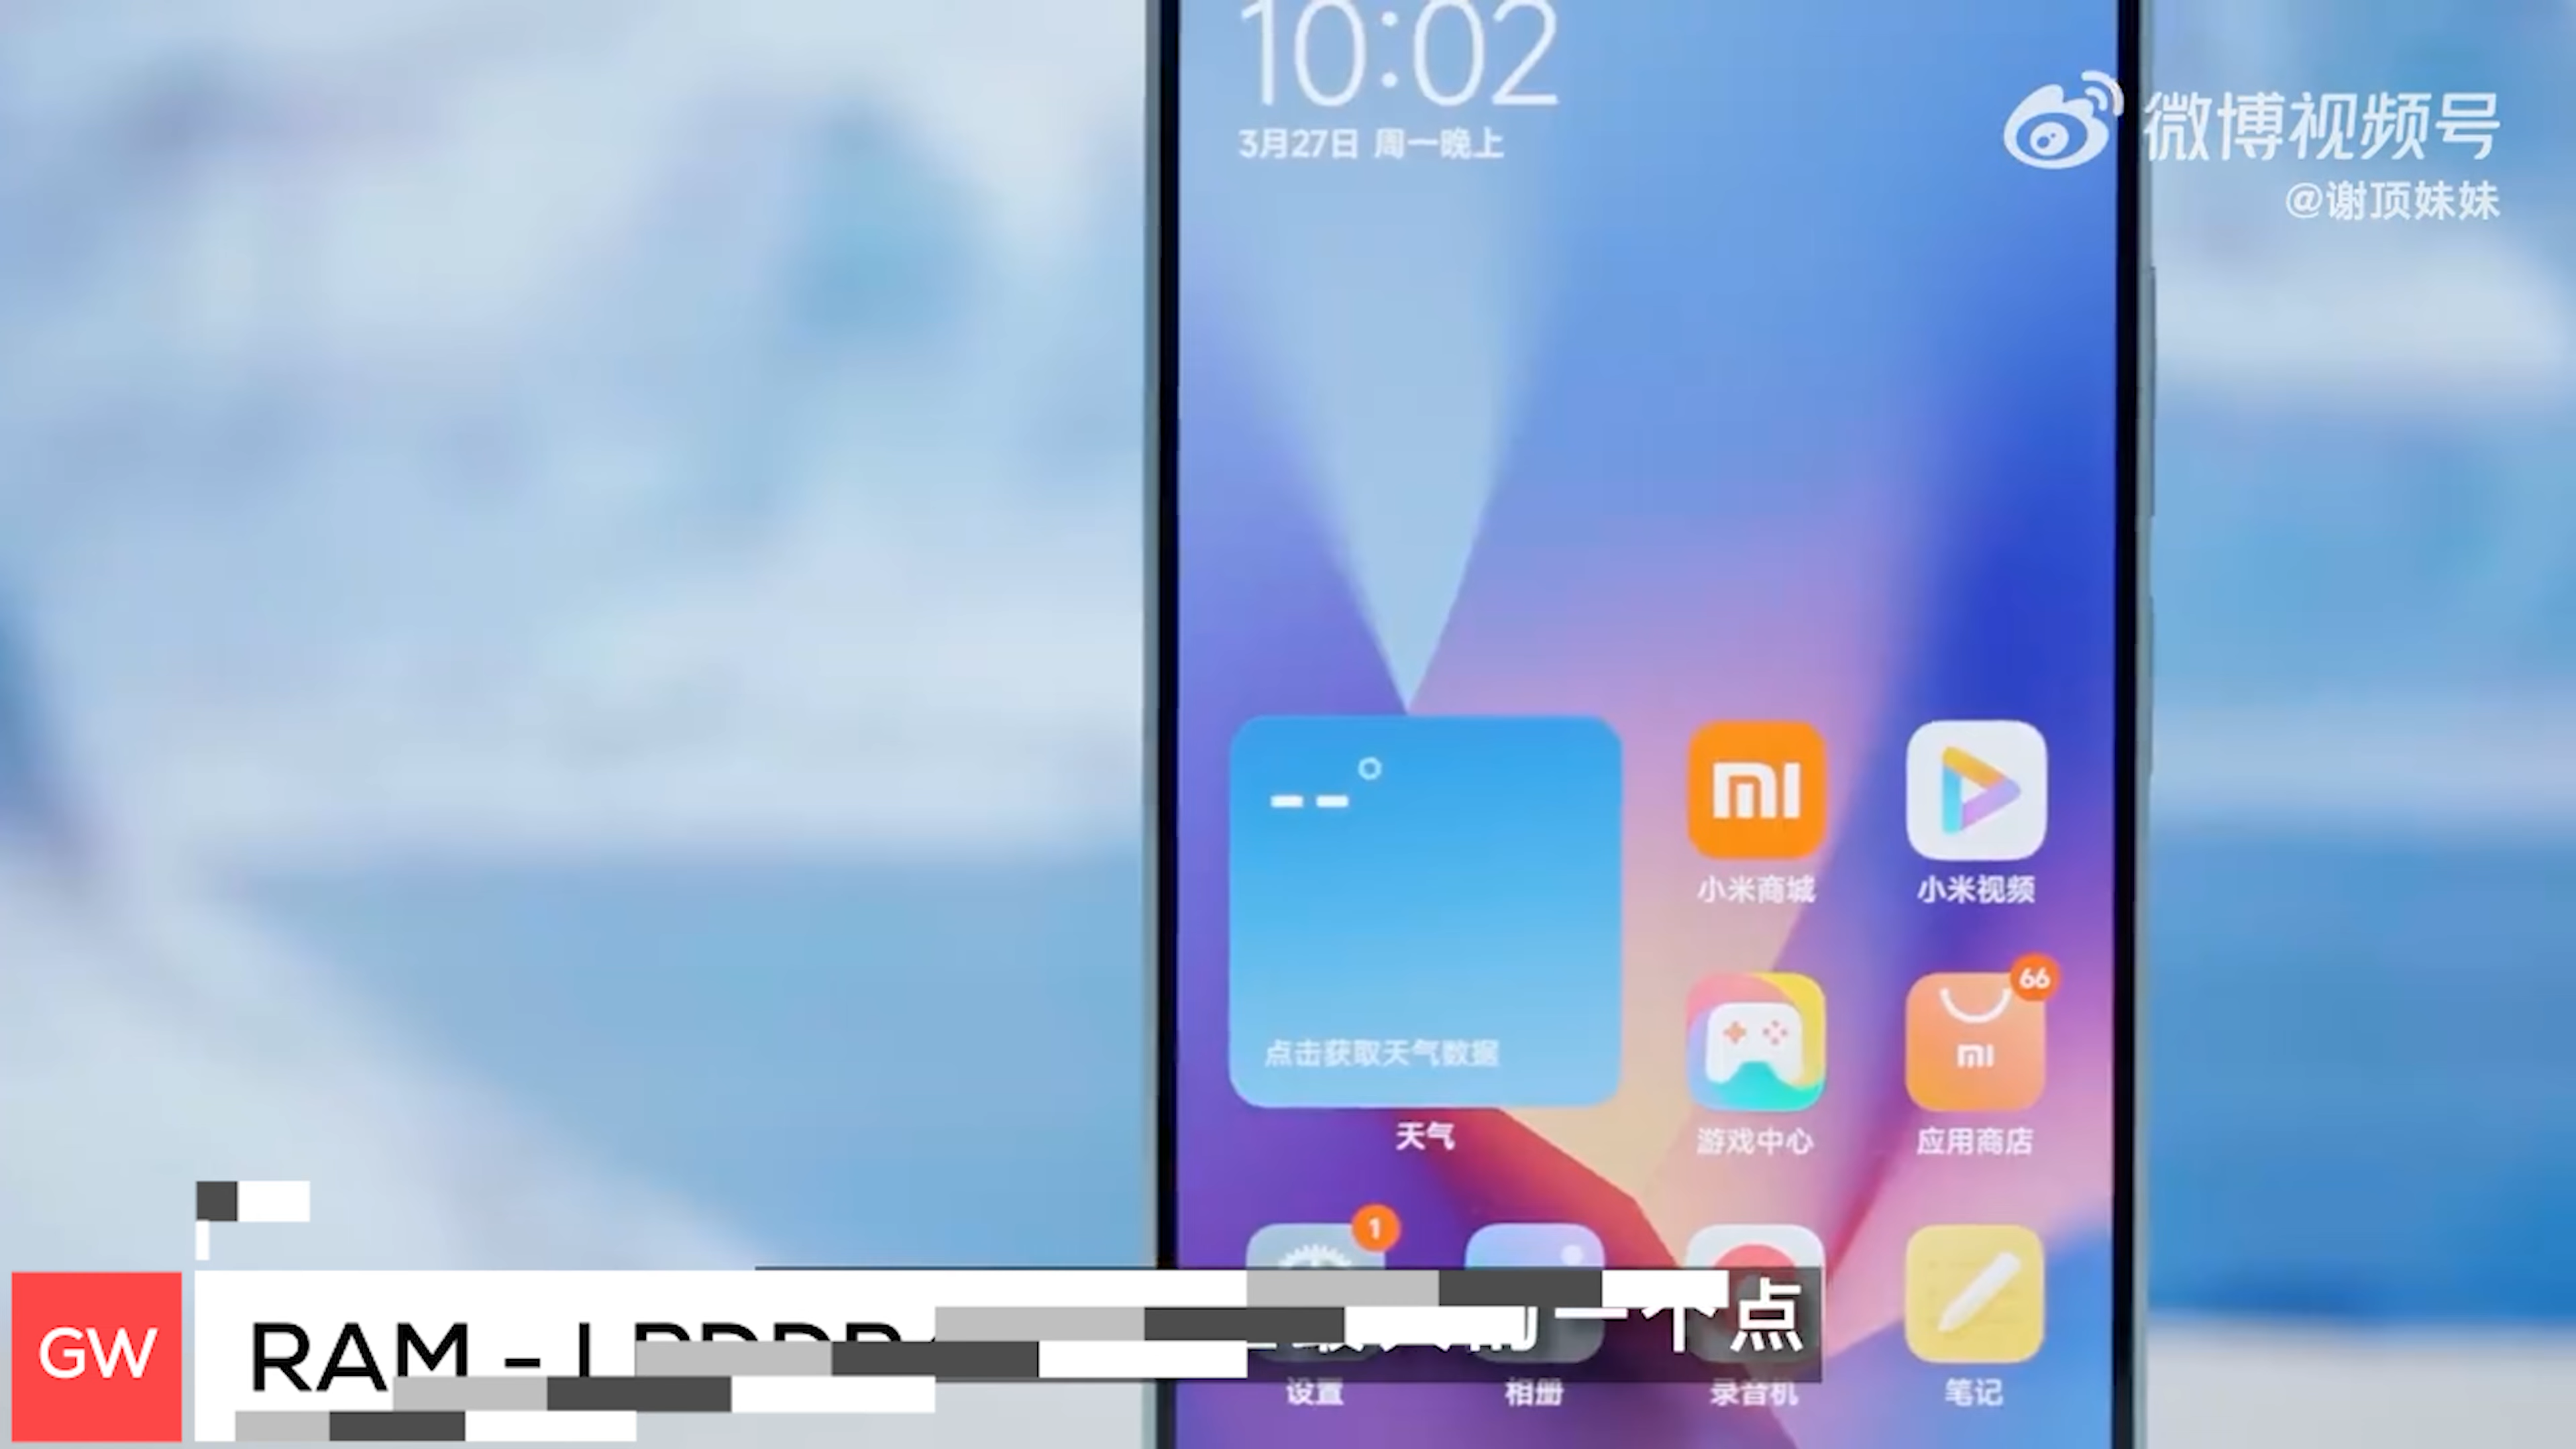 10:02
3月27日 周一晚上
微博视频号
@谢顶妹妹
mi
小米商城
小米视频
点击获取天气数据
天气
游戏中心
66
mi
应用商店
1
GW
RAM -
一个点
设置
相册
录音机
笔记